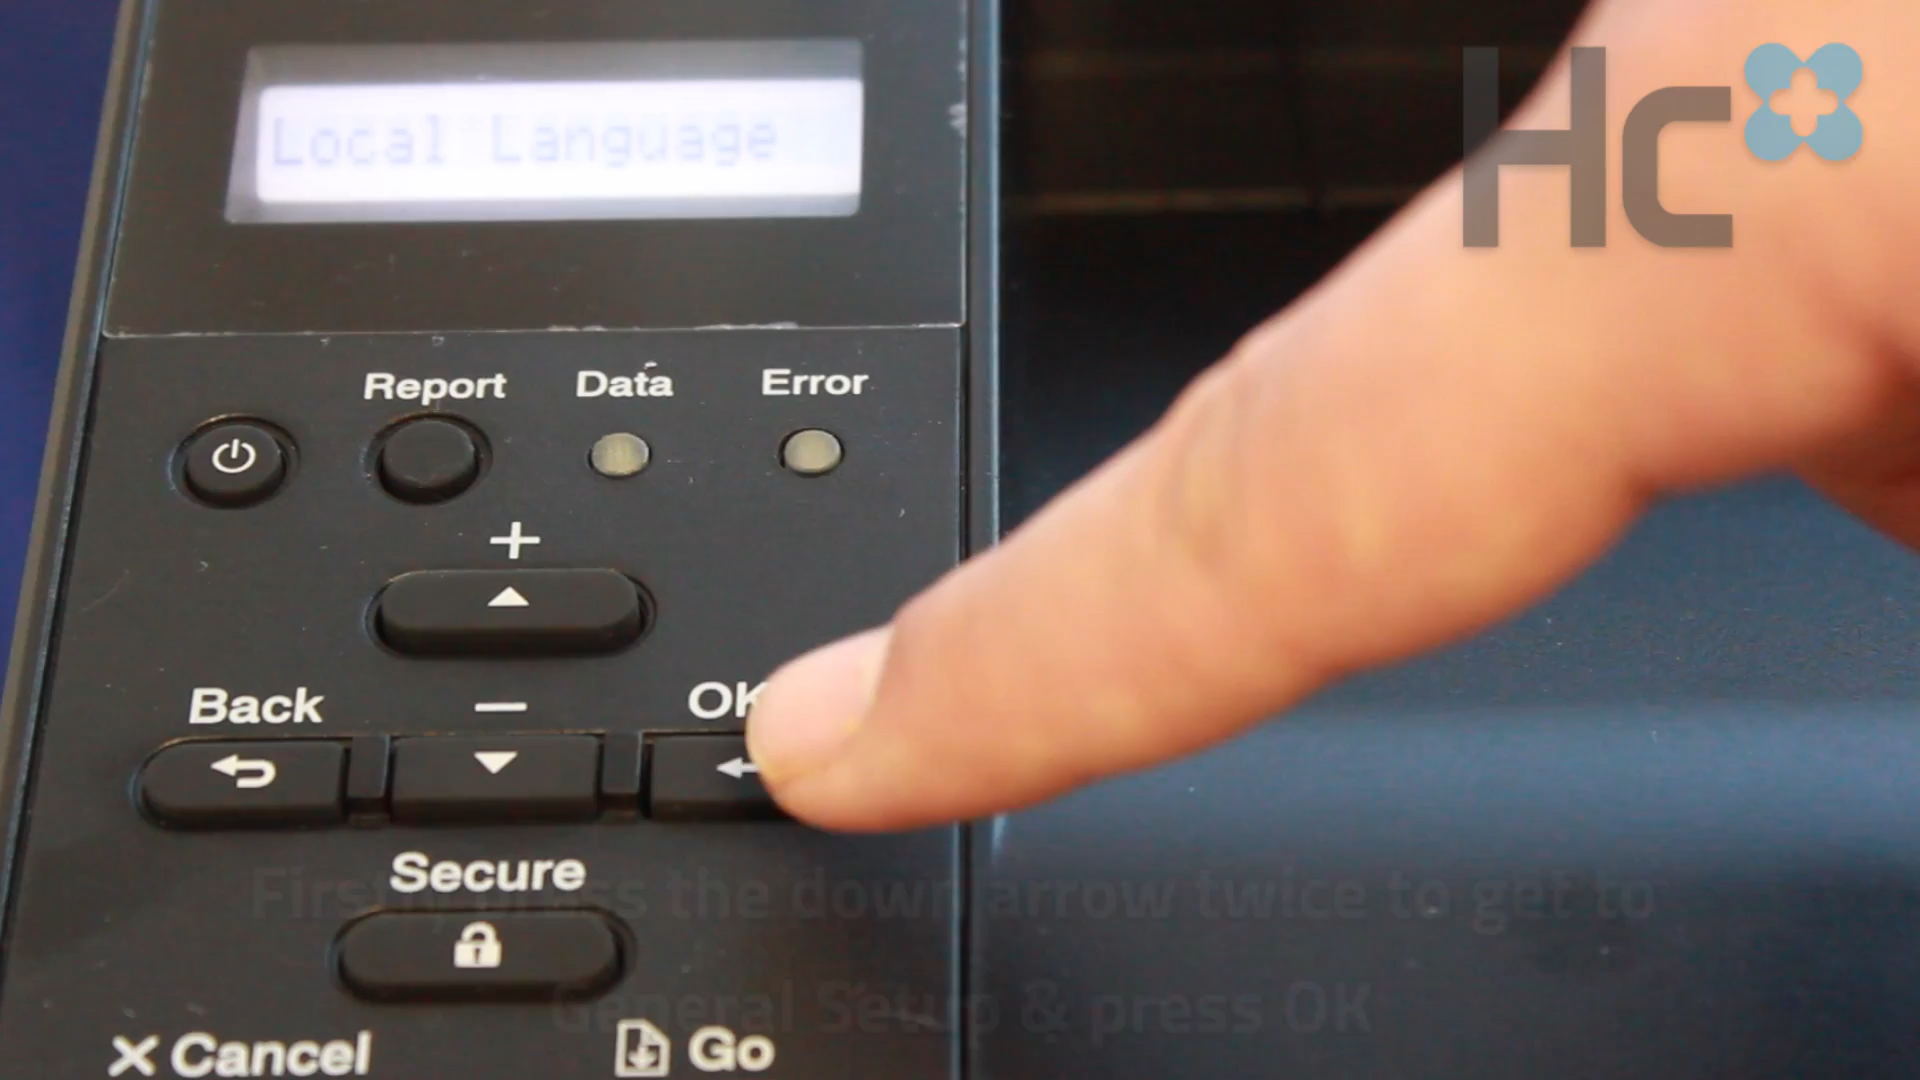 Hc
Local Language
Report Data Error
+
Back − OK
Secure
First, press the down arrow twice to get to
General Setup & press OK
Cancel Go